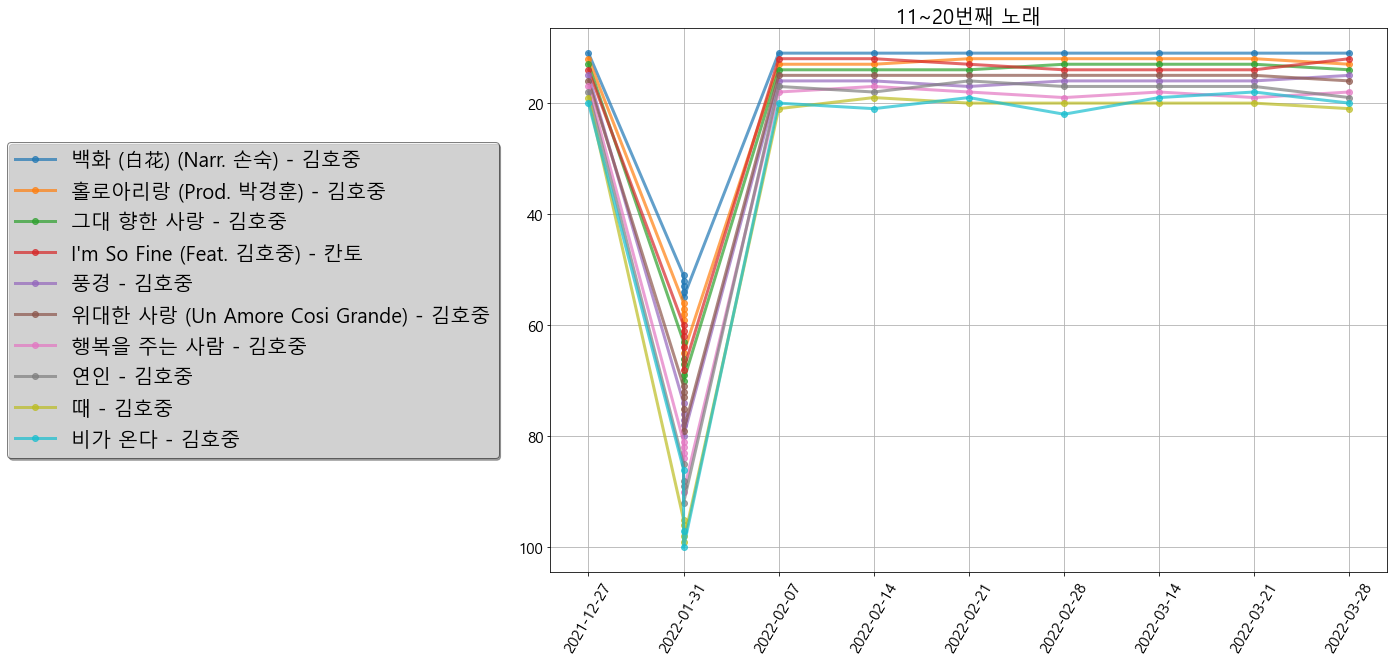 11~20번째 노래
백화 (白花) (Narr. 손숙) - 김호중
홀로아리랑 (Prod. 박경훈) - 김호중
그대 향한 사랑 - 김호중
I'm So Fine (Feat. 김호중) - 칸토
풍경 - 김호중
위대한 사랑 (Un Amore Cosi Grande) - 김호중
행복을 주는 사람 - 김호중
연인 - 김호중
때 - 김호중
비가 온다 - 김호중
20
40
60
80
100
2021-12-27
2022-01-31
2022-02-07
2022-02-14
2022-02-21
2022-02-28
2022-03-14
2022-03-21
2022-03-28